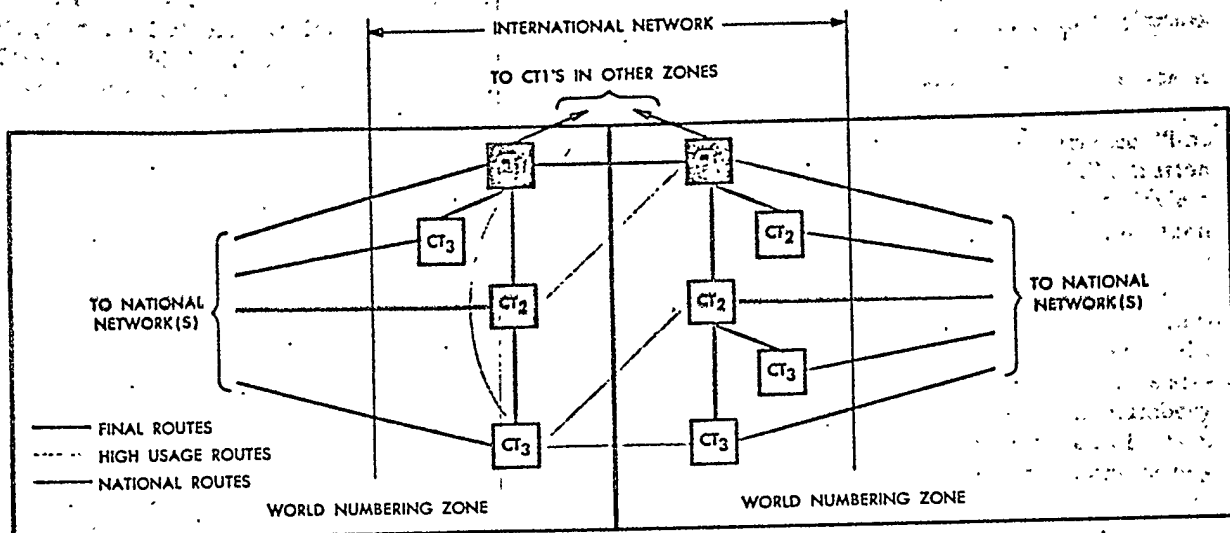 INTERNATIONAL NETWORK
TO CT1'S IN OTHER ZONES
CT3
CT2
CT2
CT2
CT3
CT3
CT3
TO NATIONAL
NETWORK(S)
TO NATIONAL
NETWORK(S)
FINAL ROUTES
HIGH USAGE ROUTES
NATIONAL ROUTES
WORLD NUMBERING ZONE
WORLD NUMBERING ZONE